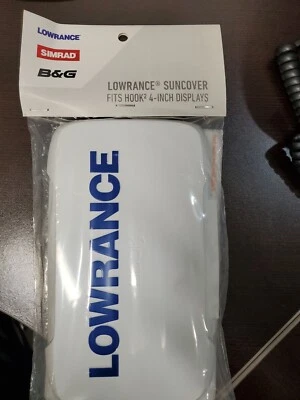 LOWRANCE®
SIMRAD
B&G
LOWRANCE® SUNCOVER
FITS HOOK² 4-INCH DISPLAYS
LOWRANCE